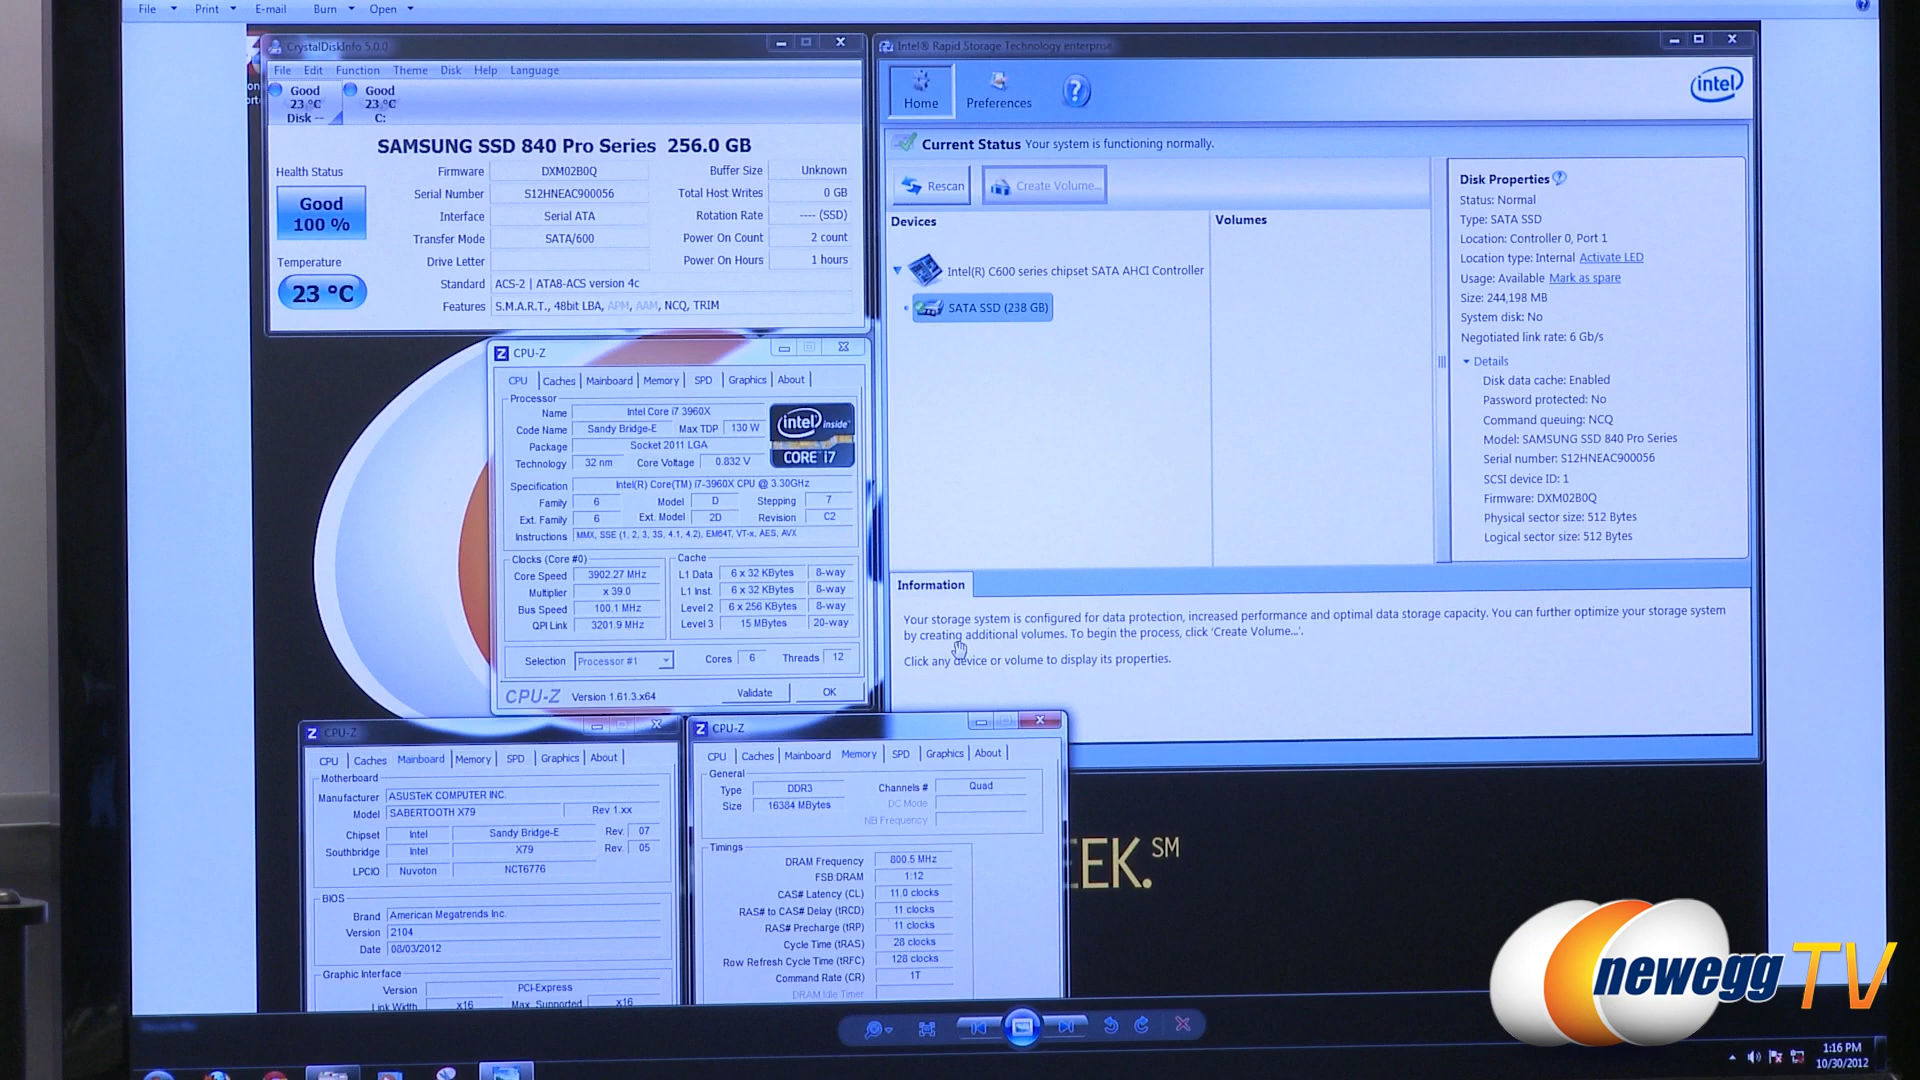 File Print E-mail Burn Open
CrystalDiskInfo 5.0.0
File Edit Function Theme Disk Help Language
Good Good
23 °C 23 °C
Disk -- C:
SAMSUNG SSD 840 Pro Series 256.0 GB
Health Status
Good
100 %
Temperature
23 °C
Firmware DXM02B0Q
Serial Number S12HNEAC900056
Interface Serial ATA
Transfer Mode SATA/600
Drive Letter
Standard ACS-2 | ATA8-ACS version 4c
Features S.M.A.R.T., 48bit LBA, APM, AAM, NCQ, TRIM
Buffer Size Unknown
Total Host Writes 0 GB
Rotation Rate ---- (SSD)
Power On Count 2 count
Power On Hours 1 hours
Intel® Rapid Storage Technology enterprise
Home Preferences ?
intel
Current Status Your system is functioning normally.
Rescan Create Volume...
Devices
Intel(R) C600 series chipset SATA AHCI Controller
SATA SSD (238 GB)
Volumes
Disk Properties ?
Status: Normal
Type: SATA SSD
Location: Controller 0, Port 1
Location type: Internal Activate LED
Usage: Available Mark as spare
Size: 244,198 MB
System disk: No
Negotiated link rate: 6 Gb/s
Details
Disk data cache: Enabled
Password protected: No
Command queuing: NCQ
Model: SAMSUNG SSD 840 Pro Series
Serial number: S12HNEAC900056
SCSI device ID: 1
Firmware: DXM02B0Q
Physical sector size: 512 Bytes
Logical sector size: 512 Bytes
Information
Your storage system is configured for data protection, increased performance and optimal data storage capacity. You can further optimize your storage system
by creating additional volumes. To begin the process, click 'Create Volume...'.
Click any device or volume to display its properties.
CPU-Z
CPU Caches Mainboard Memory SPD Graphics About
Processor
Name Intel Core i7 3960X
Code Name Sandy Bridge-E Max TDP 130 W
Package Socket 2011 LGA
Technology 32 nm Core Voltage 0.832 V
intel inside
CORE i7
Specification Intel(R) Core(TM) i7-3960X CPU @ 3.30GHz
Family 6 Model D Stepping 7
Ext. Family 6 Ext. Model 2D Revision C2
Instructions MMX, SSE (1, 2, 3, 3S, 4.1, 4.2), EM64T, VT-x, AES, AVX
Clocks (Core #0)
Core Speed 3902.27 MHz
Multiplier x 39.0
Bus Speed 100.1 MHz
QPI Link 3201.9 MHz
Cache
L1 Data 6 x 32 KBytes 8-way
L1 Inst. 6 x 32 KBytes 8-way
Level 2 6 x 256 KBytes 8-way
Level 3 15 MBytes 20-way
Selection Processor #1 Cores 6 Threads 12
CPU-Z Version 1.61.3.x64 Validate OK
CPU-Z
CPU Caches Mainboard Memory SPD Graphics About
Motherboard
Manufacturer ASUSTeK COMPUTER INC.
Model SABERTOOTH X79 Rev 1.xx
Chipset Intel Sandy Bridge-E Rev. 07
Southbridge Intel X79 Rev. 05
LPCIO Nuvoton NCT6776
BIOS
Brand American Megatrends Inc.
Version 2104
Date 08/03/2012
Graphic Interface
Version PCI-Express
Link Width x16 Max. Supported x16
CPU-Z
CPU Caches Mainboard Memory SPD Graphics About
General
Type DDR3 Channels # Quad
Size 16384 MBytes DC Mode
NB Frequency
Timings
DRAM Frequency 800.5 MHz
FSB:DRAM 1:12
CAS# Latency (CL) 11.0 clocks
RAS# to CAS# Delay (tRCD) 11 clocks
RAS# Precharge (tRP) 11 clocks
Cycle Time (tRAS) 28 clocks
Row Refresh Cycle Time (tRFC) 128 clocks
Command Rate (CR) 1T
DRAM Idle Timer
EEK.SM
newegg TV
1:16 PM
10/30/2012